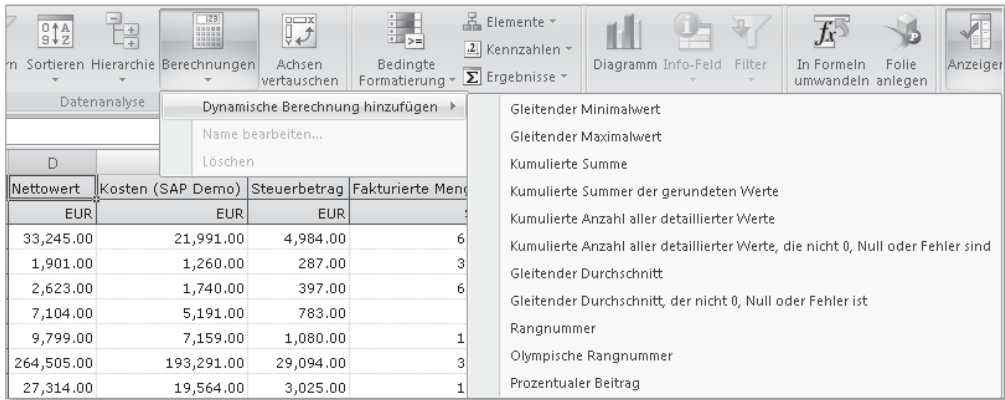 Elemente
Kennzahlen
n Sortieren Hierarchie Berechnungen Achsen vertauschen Bedingte Formatierung Ergebnisse Diagramm Info-Feld Filter In Formeln umwandeln Folie anlegen Anzeigen
Datenanalyse
Dynamische Berechnung hinzufügen
Name bearbeiten...
Löschen
Gleitender Minimalwert
Gleitender Maximalwert
Kumulierte Summe
Kumulierte Summer der gerundeten Werte
Kumulierte Anzahl aller detaillierter Werte
Kumulierte Anzahl aller detaillierter Werte, die nicht 0, Null oder Fehler sind
Gleitender Durchschnitt
Gleitender Durchschnitt, der nicht 0, Null oder Fehler ist
Rangnummer
Olympische Rangnummer
Prozentualer Beitrag
D
Nettowert Kosten (SAP Demo) Steuerbetrag Fakturierte Meng
EUR EUR EUR
33,245.00 21,991.00 4,984.00 6
1,901.00 1,260.00 287.00 3
2,623.00 1,740.00 397.00 6
7,104.00 5,191.00 783.00
9,799.00 7,159.00 1,080.00 1
264,505.00 193,291.00 29,094.00 3
27,314.00 19,564.00 3,025.00 1